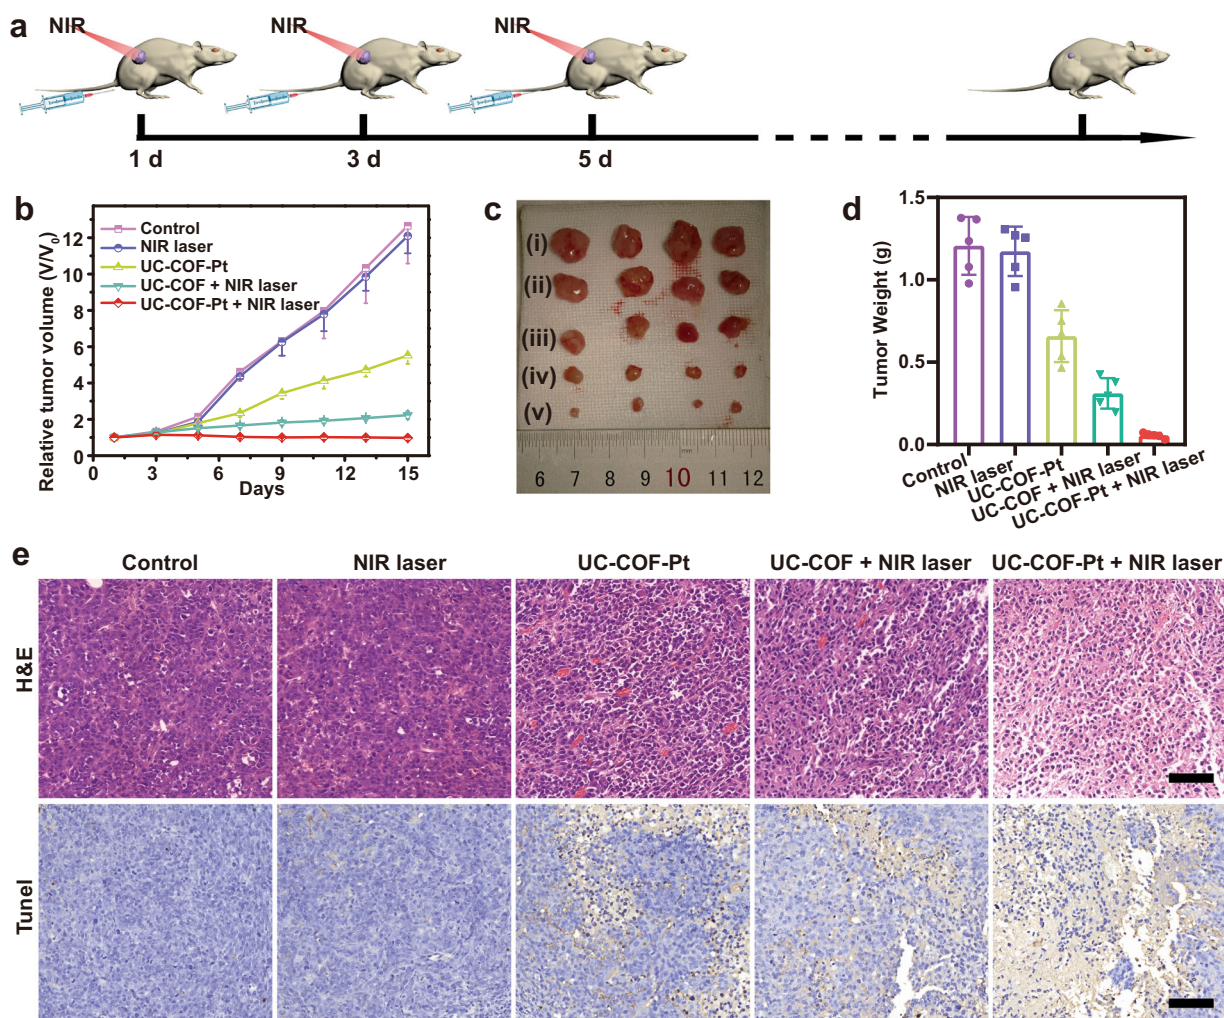 a
NIR NIR NIR
1 d 3 d 5 d
b
Relative tumor volume (V/V₀)
12
10
8
6
4
2
0
Control
NIR laser
UC-COF-Pt
UC-COF + NIR laser
UC-COF-Pt + NIR laser
0 3 6 9 12 15
Days
c
(i)
(ii)
(iii)
(iv)
(v)
mm
6 7 8 9 10 11 12
d
Tumor Weight (g)
1.5
1.0
0.5
0.0
Control
NIR laser
UC-COF-Pt
UC-COF + NIR laser
UC-COF-Pt + NIR laser
e
Control NIR laser UC-COF-Pt UC-COF + NIR laser UC-COF-Pt + NIR laser
H&E
Tunel